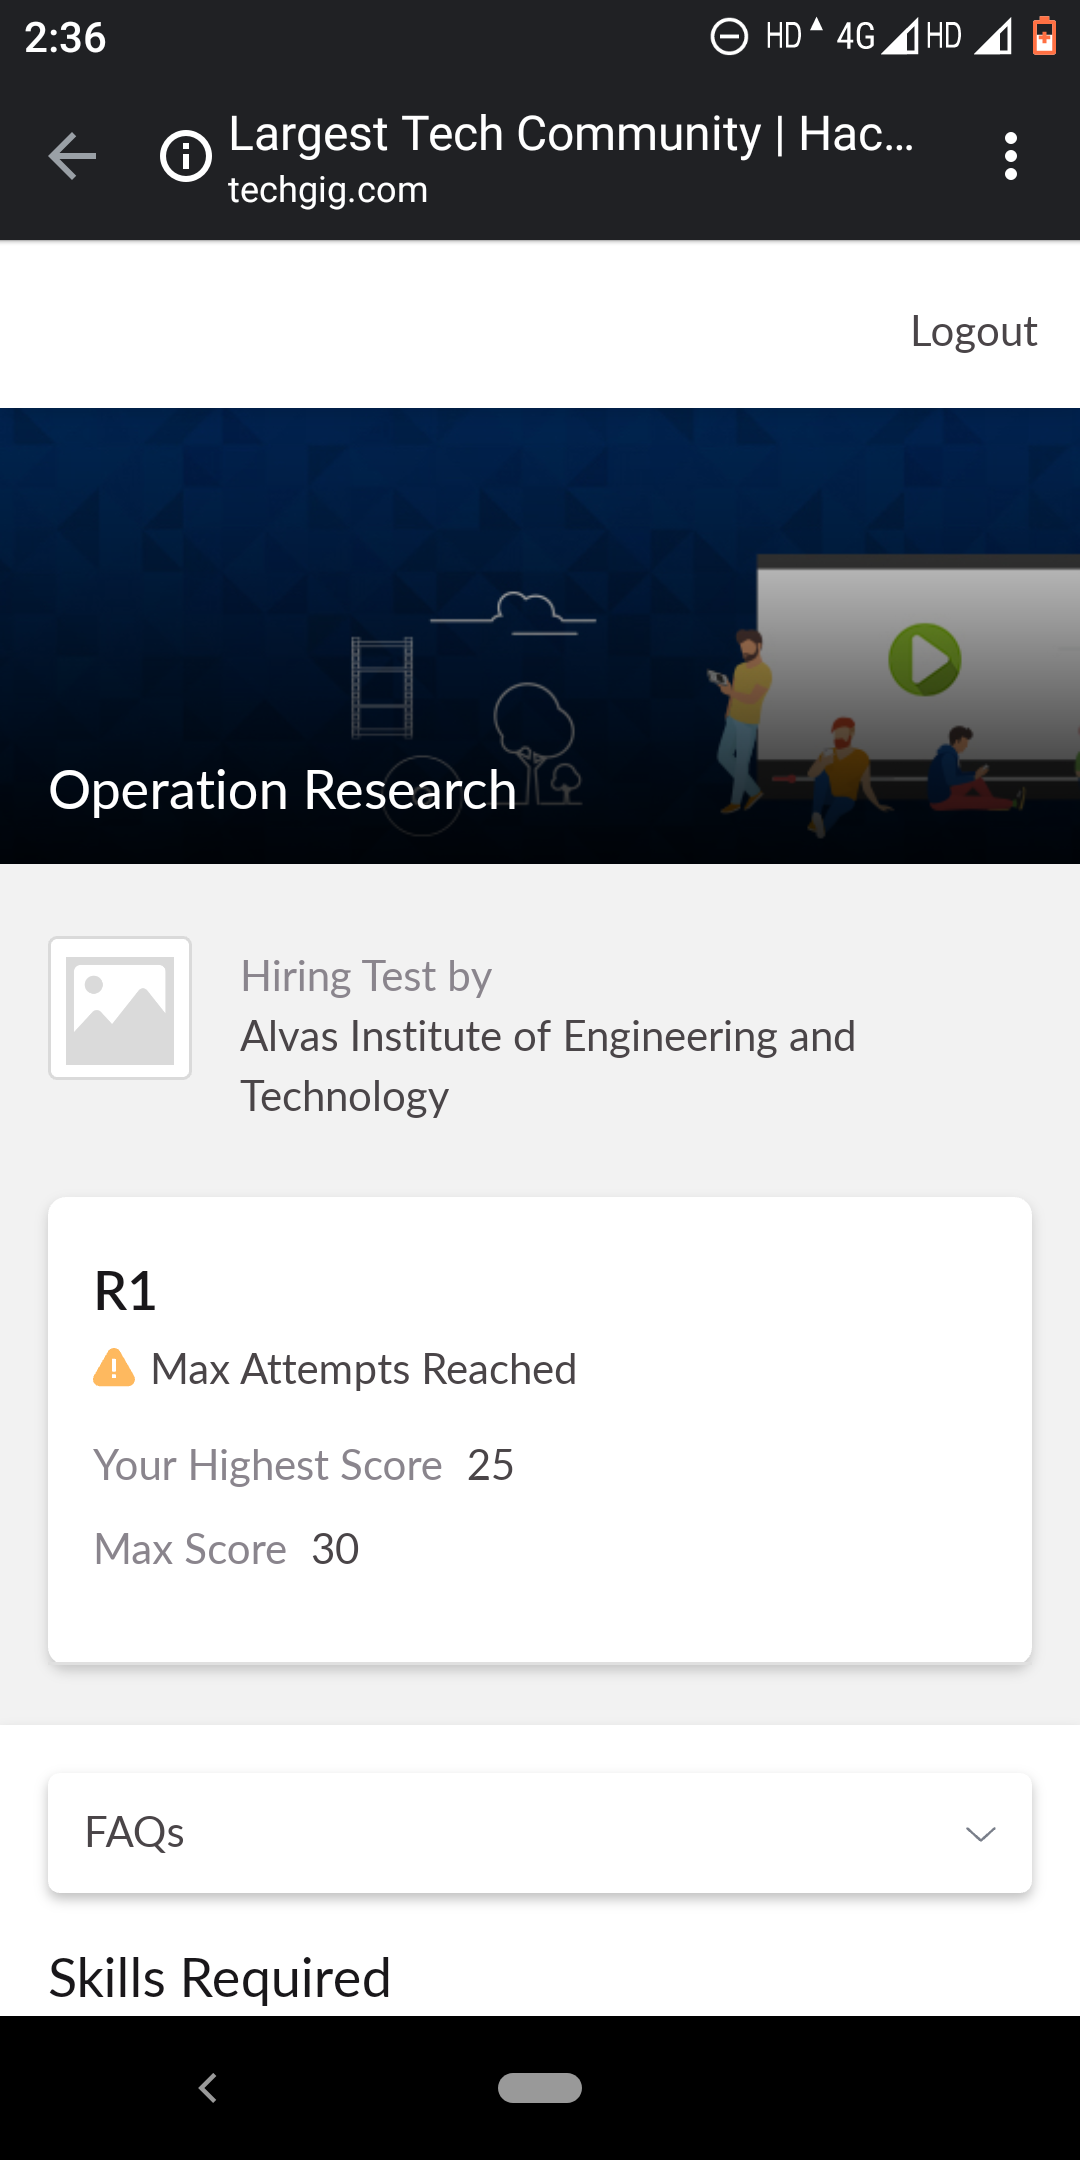 2:36
HD 4G HD
Largest Tech Community | Hac...
techgig.com
Logout
Operation Research
Hiring Test by
Alvas Institute of Engineering and
Technology
R1
Max Attempts Reached
Your Highest Score 25
Max Score 30
FAQs
Skills Required